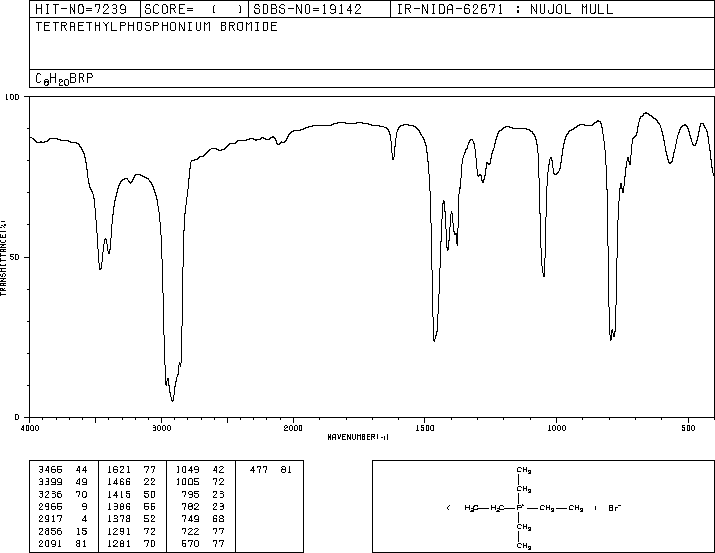 HIT-NO=7239 SCORE= ( ) SDBS-NO=19142 IR-NIDA-62671 : NUJOL MULL
TETRAETHYLPHOSPHONIUM BROMIDE
C8H20BRP
100
50
0
TRANSMITTANCE(%)
4000 3000 2000 1500 1000 500
WAVENUMBER(-1)
3466 44 1621 77 1049 42 477 81
3399 49 1466 22 1005 72
3236 70 1415 50 795 23
2965 9 1386 66 782 23
2917 4 1378 52 749 68
2856 15 1291 72 722 77
2091 81 1281 70 570 77
CH3
CH2
( H3C-H2C-P+-CH2-CH3 ) Br-
CH2
CH3